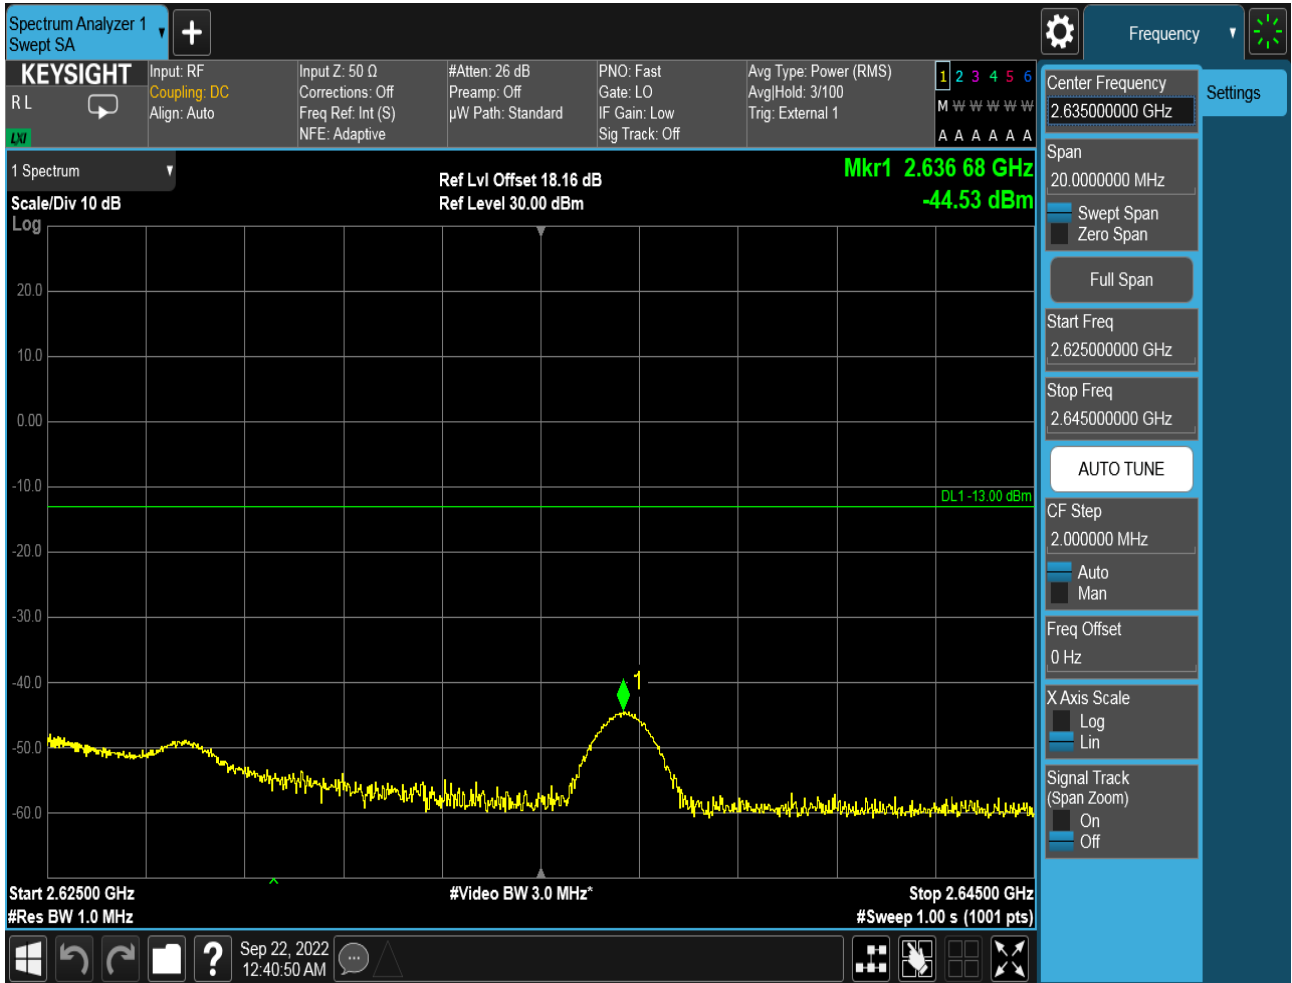 Spectrum Analyzer 1
Swept SA
Frequency
KEYSIGHT
R L
LXI
Input: RF
Coupling: DC
Align: Auto
Input Z: 50 Ω
Corrections: Off
Freq Ref: Int (S)
NFE: Adaptive
#Atten: 26 dB
Preamp: Off
µW Path: Standard
PNO: Fast
Gate: LO
IF Gain: Low
Sig Track: Off
Avg Type: Power (RMS)
Avg|Hold: 3/100
Trig: External 1
1 2 3 4 5 6
M W W W W W
A A A A A A
1 Spectrum
Scale/Div 10 dB
Log
Ref Lvl Offset 18.16 dB
Ref Level 30.00 dBm
Mkr1 2.636 68 GHz
-44.53 dBm
20.0
10.0
0.00
-10.0
DL1 -13.00 dBm
-20.0
-30.0
-40.0
1
-50.0
-60.0
Start 2.62500 GHz
#Res BW 1.0 MHz
#Video BW 3.0 MHz*
Stop 2.64500 GHz
#Sweep 1.00 s (1001 pts)
Center Frequency
2.635000000 GHz
Settings
Span
20.0000000 MHz
Swept Span
Zero Span
Full Span
Start Freq
2.625000000 GHz
Stop Freq
2.645000000 GHz
AUTO TUNE
CF Step
2.000000 MHz
Auto
Man
Freq Offset
0 Hz
X Axis Scale
Log
Lin
Signal Track
(Span Zoom)
On
Off
?
Sep 22, 2022
12:40:50 AM